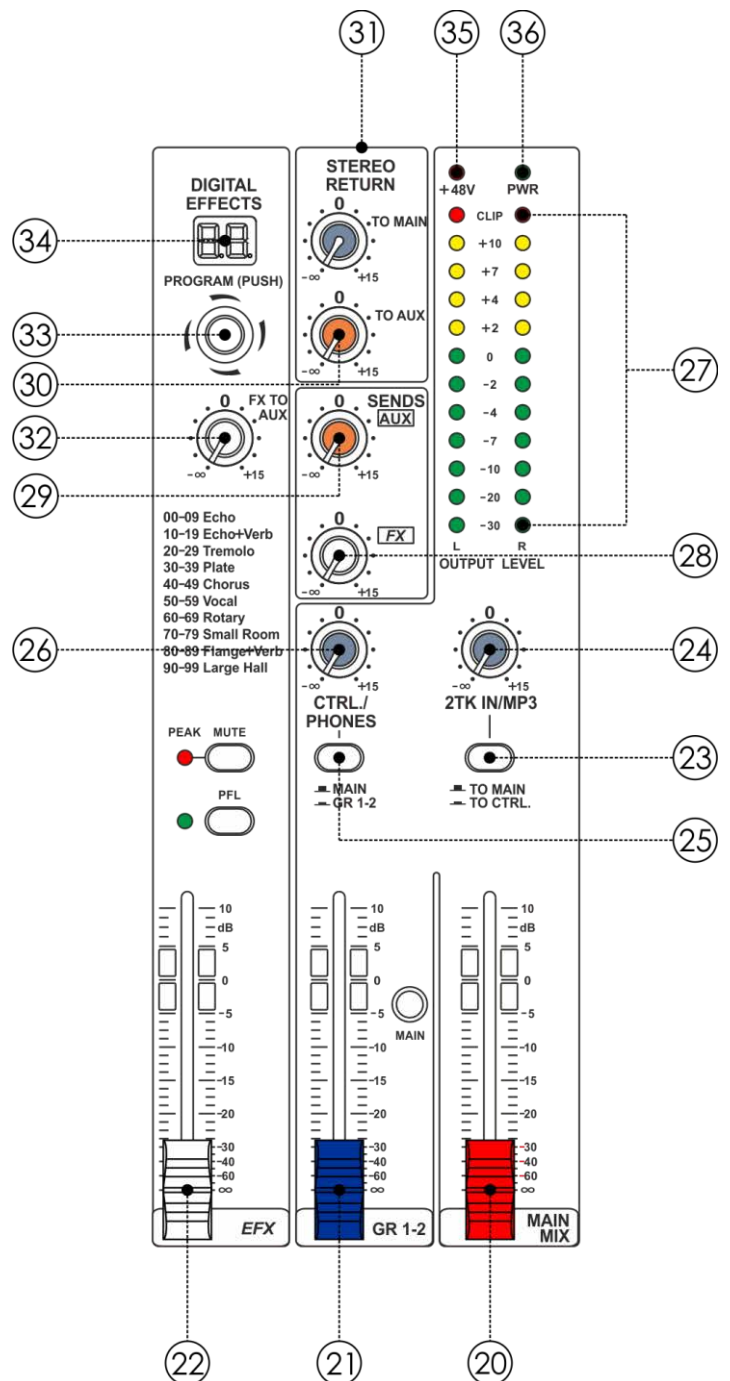 31
35
36
STEREO
RETURN
0
TO MAIN
-∞ +15
0
TO AUX
-∞ +15
DIGITAL
EFFECTS
34
8.8.
PROGRAM (PUSH)
33
30
32
0
FX TO
AUX
-∞ +15
29
SENDS
0
AUX
-∞ +15
0
FX
-∞ +15
28
+48V PWR
CLIP
+10
+7
+4
+2
0
-2
-4
-7
-10
-20
-30
L R
OUTPUT LEVEL
27
00-09 Echo
10-19 Echo+Verb
20-29 Tremolo
30-39 Plate
40-49 Chorus
50-59 Vocal
60-69 Rotary
70-79 Small Room
80-89 Flange+Verb
90-99 Large Hall
26
0
-∞ +15
CTRL./
PHONES
MAIN
GR 1-2
25
0
-∞ +15
24
2TK IN/MP3
23
TO MAIN
TO CTRL.
PEAK MUTE
PFL
10
dB
5
0
-5
-10
-15
-20
-30
-40
-60
∞
EFX
22
10
dB
5
0
-5
-10
-15
-20
-30
-40
-60
∞
GR 1-2
21
MAIN
10
dB
5
0
-5
-10
-15
-20
-30
-40
-60
∞
MAIN
MIX
20